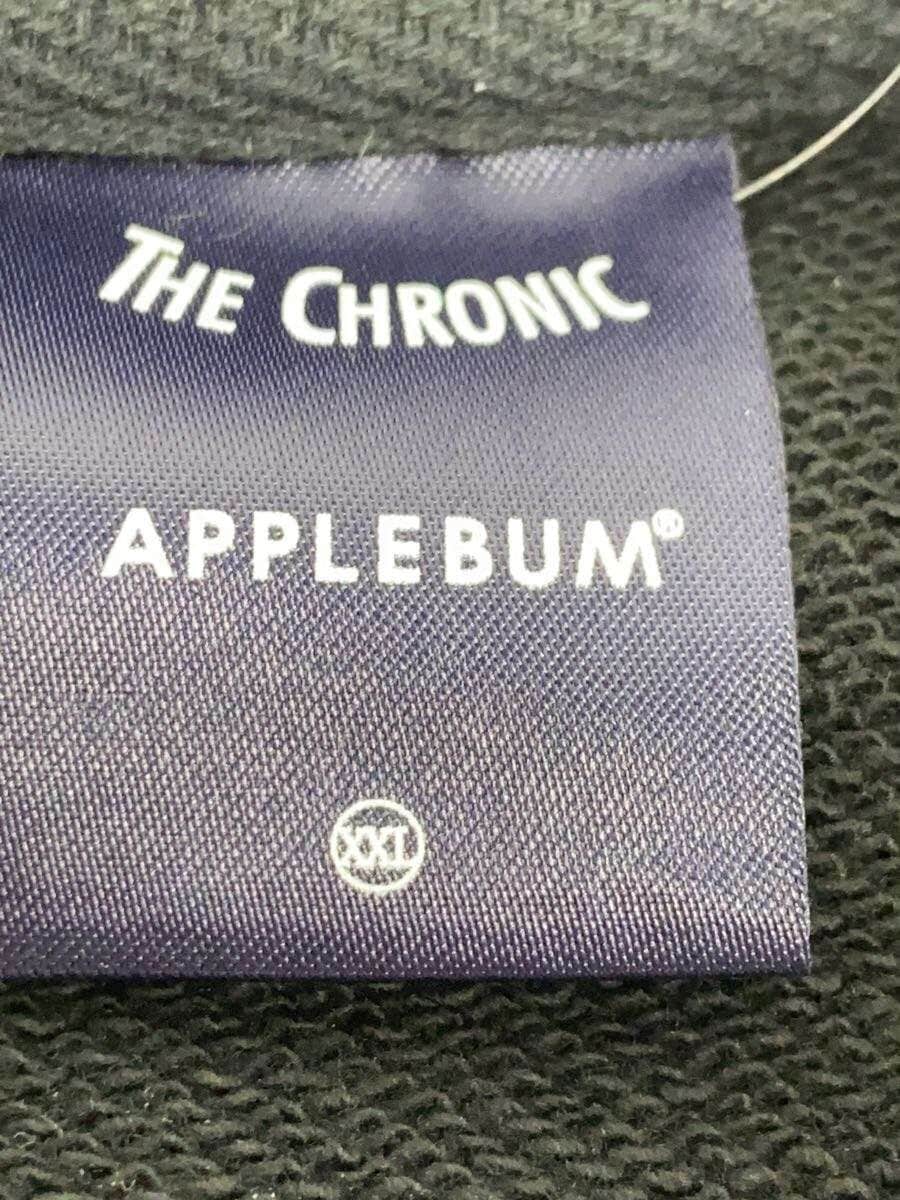 THE CHRONIC
APPLEBUM®
XXL